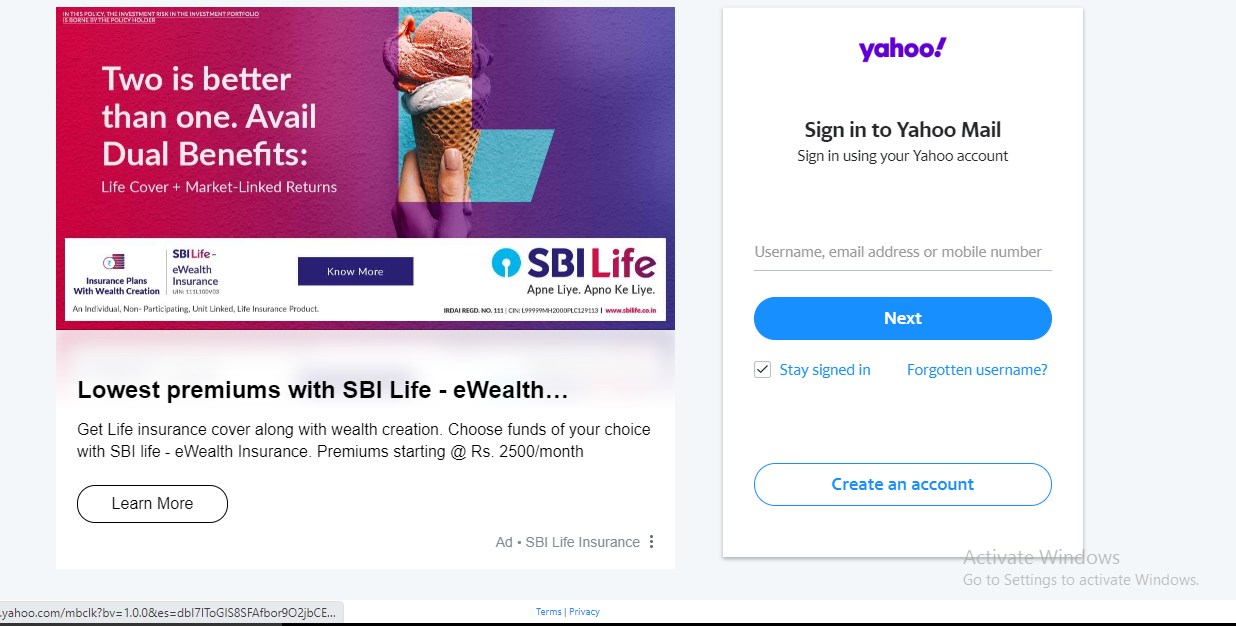 IN THIS POLICY, THE INVESTMENT RISK IN THE INVESTMENT PORTFOLIO
IS BORNE BY THE POLICY HOLDER
Two is better
than one. Avail
Dual Benefits:
Life Cover + Market-Linked Returns
Insurance Plans
With Wealth Creation
SBI Life -
eWealth
Insurance
UIN: 111L100V03
Know More
SBI Life
Apne Liye. Apno Ke Liye.
An Individual, Non- Participating, Unit Linked, Life Insurance Product.
IRDAI REGD. NO. 111 | CIN: L99999MH2000PLC129113 | www.sbilife.co.in
Lowest premiums with SBI Life - eWealth...
Get Life insurance cover along with wealth creation. Choose funds of your choice
with SBI life - eWealth Insurance. Premiums starting @ Rs. 2500/month
Learn More
Ad • SBI Life Insurance
yahoo!
Sign in to Yahoo Mail
Sign in using your Yahoo account
Username, email address or mobile number
Next
Stay signed in
Forgotten username?
Create an account
Activate Windows
Go to Settings to activate Windows.
.yahoo.com/mbclk?bv=1.0.0&es=dbI7IToGIS8SFAfbor9O2jbCE...
Terms | Privacy